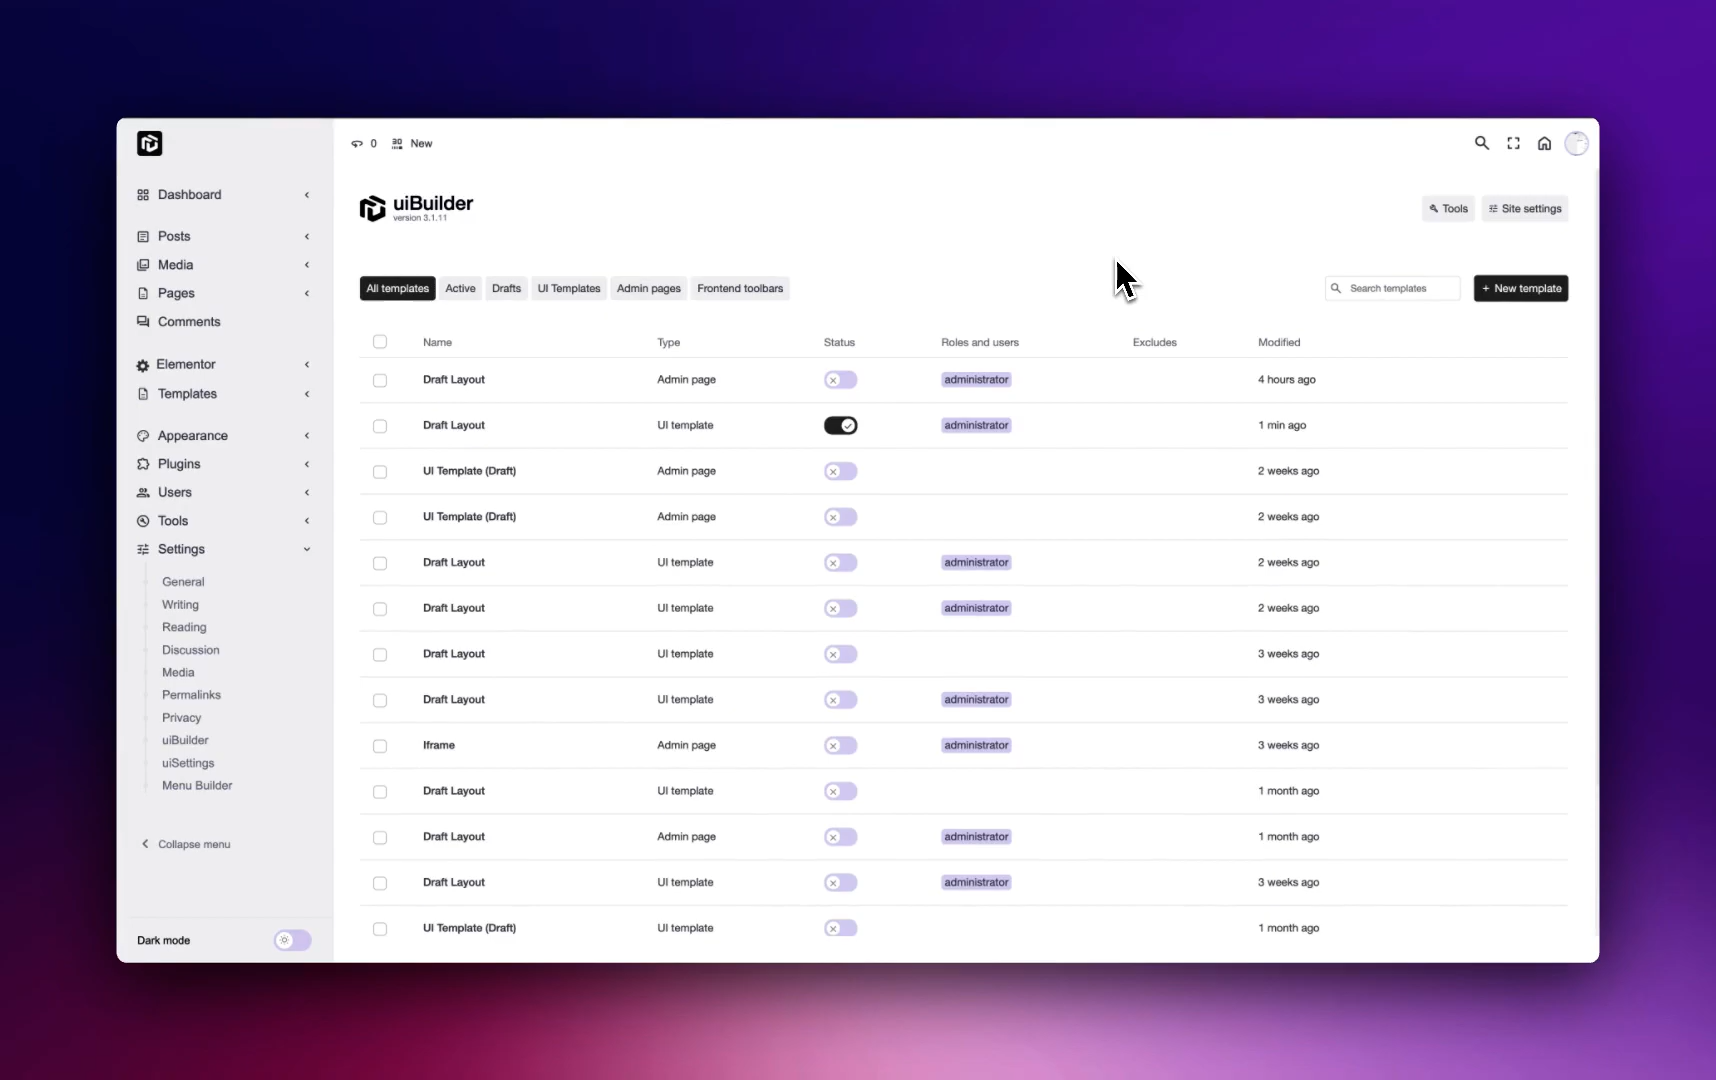 0 New
Dashboard
Posts
Media
Pages
Comments
Elementor
Templates
Appearance
Plugins
Users
Tools
Settings
General
Writing
Reading
Discussion
Media
Permalinks
Privacy
uiBuilder
uiSettings
Menu Builder
Collapse menu
Dark mode
uiBuilder
version 3.1.11
Tools Site settings
All templates Active Drafts UI Templates Admin pages Frontend toolbars Search templates + New template
Name Type Status Roles and users Excludes Modified
Draft Layout Admin page administrator 4 hours ago
Draft Layout UI template administrator 1 min ago
UI Template (Draft) Admin page 2 weeks ago
UI Template (Draft) Admin page 2 weeks ago
Draft Layout UI template administrator 2 weeks ago
Draft Layout UI template administrator 2 weeks ago
Draft Layout UI template 3 weeks ago
Draft Layout UI template administrator 3 weeks ago
Iframe Admin page administrator 3 weeks ago
Draft Layout UI template 1 month ago
Draft Layout Admin page administrator 1 month ago
Draft Layout UI template administrator 3 weeks ago
UI Template (Draft) UI template 1 month ago